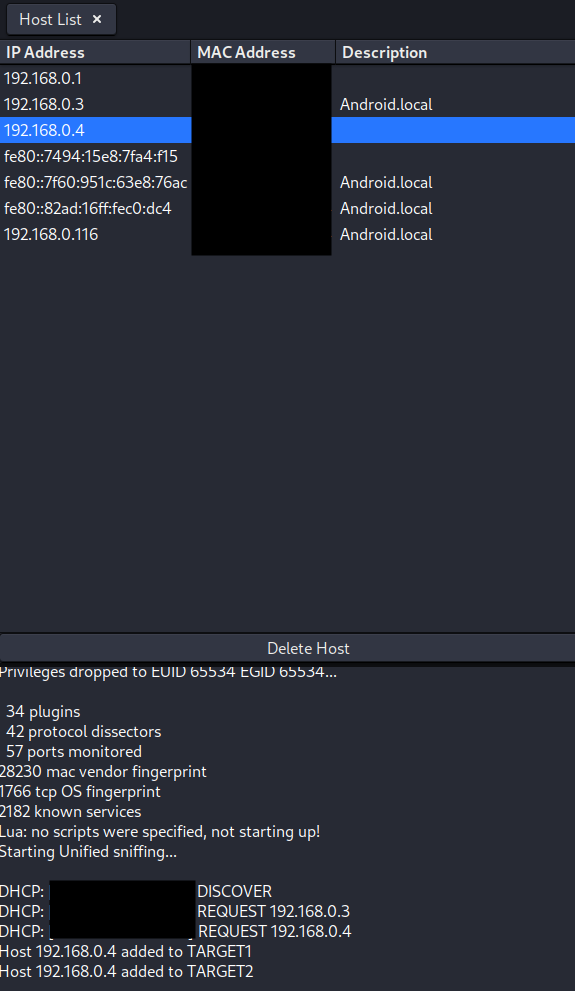 Host List ×
IP Address MAC Address Description
192.168.0.1
192.168.0.3 Android.local
192.168.0.4
fe80::7494:15e8:7fa4:f15
fe80::7f60:951c:63e8:76ac Android.local
fe80::82ad:16ff:fec0:dc4 Android.local
192.168.0.116 Android.local
Delete Host
Privileges dropped to EUID 65534 EGID 65534...
34 plugins
42 protocol dissectors
57 ports monitored
28230 mac vendor fingerprint
1766 tcp OS fingerprint
2182 known services
Lua: no scripts were specified, not starting up!
Starting Unified sniffing...
DHCP: DISCOVER
DHCP: REQUEST 192.168.0.3
DHCP: REQUEST 192.168.0.4
Host 192.168.0.4 added to TARGET1
Host 192.168.0.4 added to TARGET2